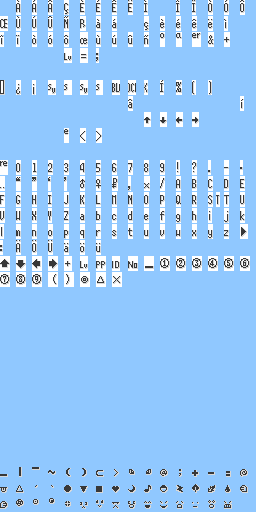 À Á Â Ç È É Ê Ë Ì Î Ï Ò Ó Ô
Œ Ù Ú Û Ñ ß à á ç è é ê ë ì
î ï ò ó ô œ ù ú û ñ º ª er & +
Lv = ;
¿ ¡ % ( )
â í
↑ ↓ ← →
e < >
re 0 1 2 3 4 5 6 7 8 9 ! ? . - ・
‥ “ ” ‘ ’ ♂ ♀ , × / A B C D E
F G H I J K L M N O P Q R S T U
V W X Y Z a b c d e f g h i j k
l m n o p q r s t u v w x y z ►
: Ä Ö Ü ä ö ü
↑ ↓ ← → + Lv PP ID No _ ① ② ③ ④ ⑤ ⑥
⑦ ⑧ ⑨ ( ) ◎ △ ×